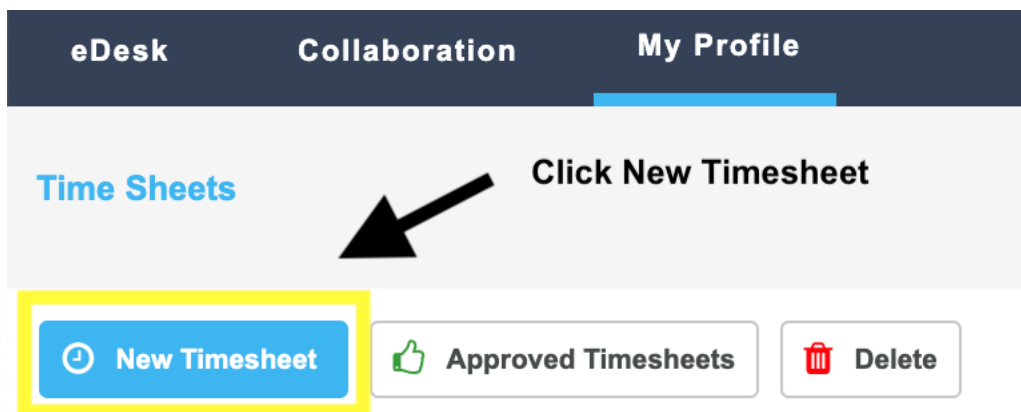 eDesk Collaboration My Profile
Click New Timesheet
Time Sheets
New Timesheet Approved Timesheets Delete